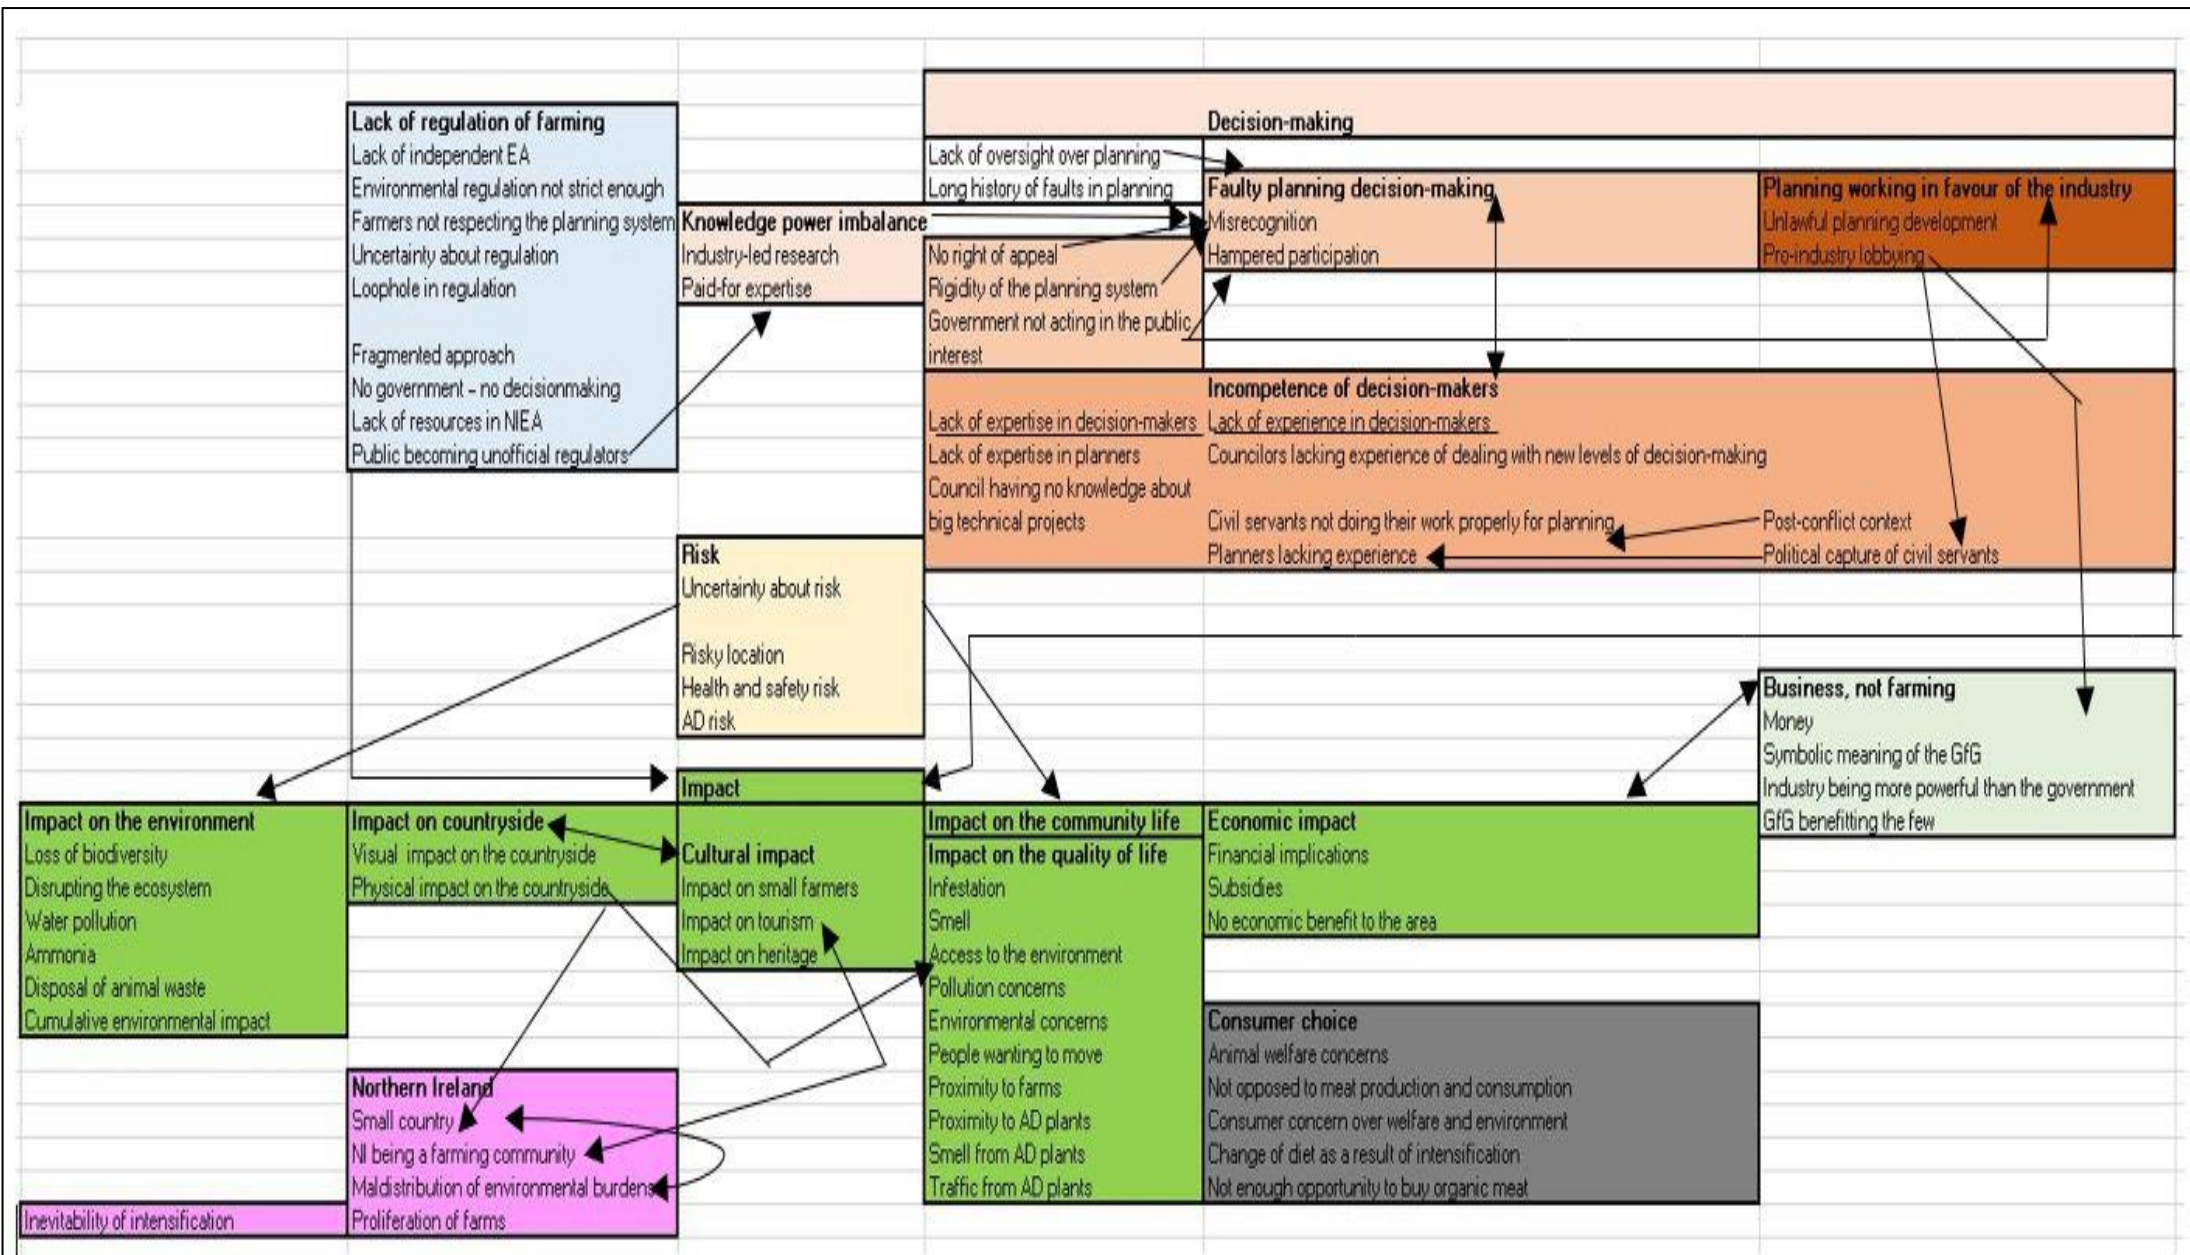 Lack of regulation of farming
Lack of independent EA
Environmental regulation not strict enough
Farmers not respecting the planning system
Uncertainty about regulation
Loophole in regulation
Fragmented approach
No government – no decisionmaking
Lack of resources in NIEA
Public becoming unofficial regulators
Knowledge power imbalance
Industry-led research
Paid-for expertise
Decision-making
Lack of oversight over planning
Long history of faults in planning
No right of appeal
Rigidity of the planning system
Government not acting in the public
interest
Faulty planning decision-making
Misrecognition
Hampered participation
Planning working in favour of the industry
Unlawful planning development
Pro-industry lobbying
Incompetence of decision-makers
Lack of expertise in decision-makers
Lack of expertise in planners
Council having no knowledge about
big technical projects
Lack of experience in decision-makers
Councilors lacking experience of dealing with new levels of decision-making
Civil servants not doing their work properly for planning
Planners lacking experience
Post-conflict context
Political capture of civil servants
Risk
Uncertainty about risk
Risky location
Health and safety risk
AD risk
Business, not farming
Money
Symbolic meaning of the GfG
Industry being more powerful than the government
GfG benefitting the few
Impact
Impact on the environment
Loss of biodiversity
Disrupting the ecosystem
Water pollution
Ammonia
Disposal of animal waste
Cumulative environmental impact
Impact on countryside
Visual impact on the countryside
Physical impact on the countryside
Cultural impact
Impact on small farmers
Impact on tourism
Impact on heritage
Impact on the community life
Impact on the quality of life
Infestation
Smell
Access to the environment
Pollution concerns
Environmental concerns
People wanting to move
Proximity to farms
Proximity to AD plants
Smell from AD plants
Traffic from AD plants
Economic impact
Financial implications
Subsidies
No economic benefit to the area
Consumer choice
Animal welfare concerns
Not opposed to meat production and consumption
Consumer concern over welfare and environment
Change of diet as a result of intensification
Not enough opportunity to buy organic meat
Northern Ireland
Small country
NI being a farming community
Maldistribution of environmental burdens
Proliferation of farms
Inevitability of intensification